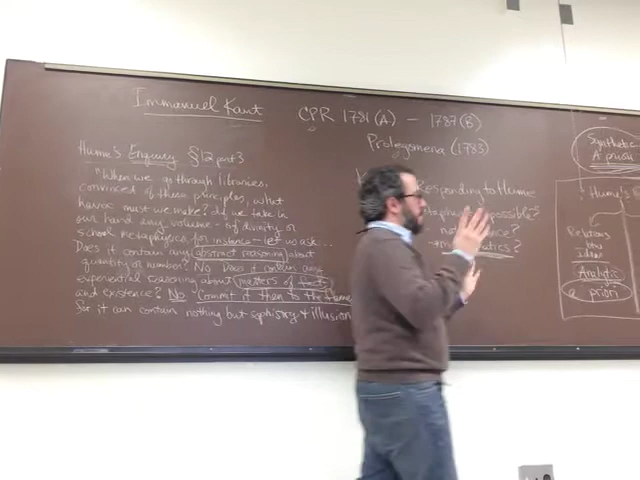 Immanuel Kant
CPR 1781 (A) — 1787 (B)
Prolegomena (1783)
Hume's Enquiry §12 part 3
"When we go through libraries,
convinced of these principles, what
havoc must we make? If we take in
our hand any volume - of divinity or
school metaphysics, for instance - let us ask...
Does it contain any abstract reasoning about
quantity or number? No Does it contain any
experiential reasoning about matters of fact
and existence? No "Commit it then to the flames
for it can contain nothing but sophistry + illusion
Responding to Hume
possible?"
Synthetic
A priori
Hume's
Relations
btw
Ideas
Analytic
a priori